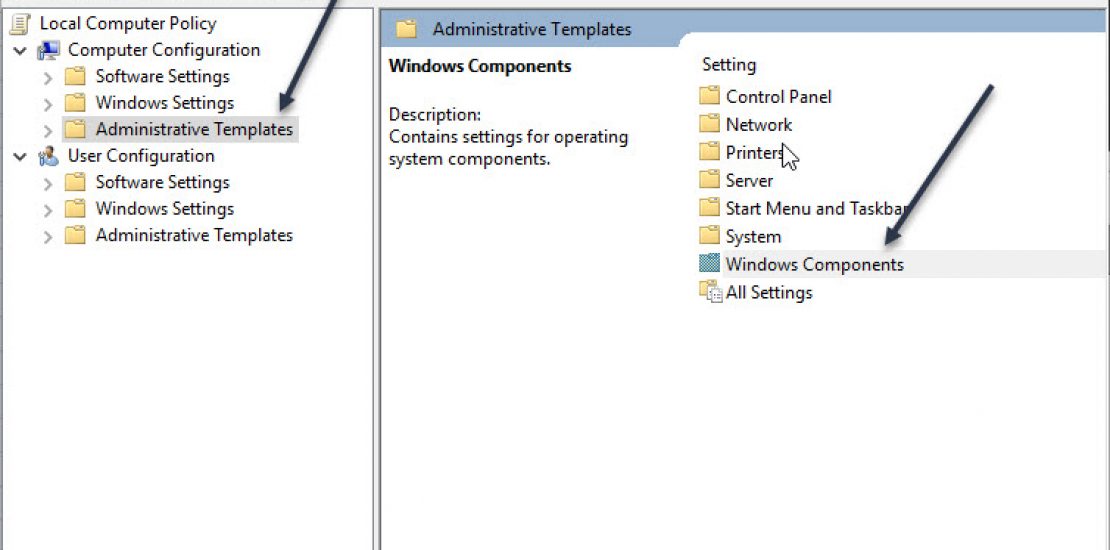 Local Computer Policy
Computer Configuration
Software Settings
Windows Settings
Administrative Templates
User Configuration
Software Settings
Windows Settings
Administrative Templates
Administrative Templates
Windows Components
Description:
Contains settings for operating
system components.
Setting
Control Panel
Network
Printers
Server
Start Menu and Taskbar
System
Windows Components
All Settings